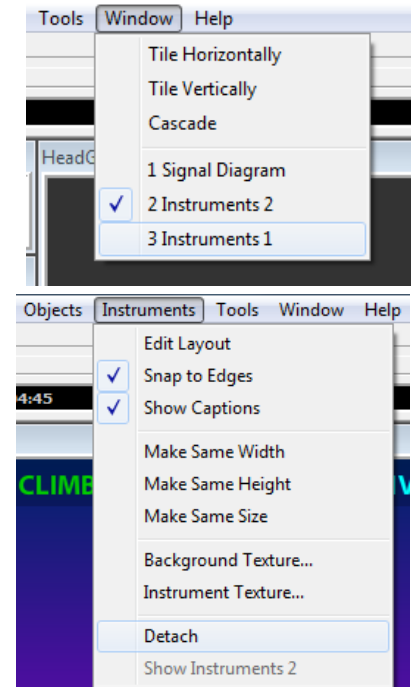 Tools Window Help
Tile Horizontally
Tile Vertically
Cascade
HeadG
1 Signal Diagram
2 Instruments 2
3 Instruments 1
Objects Instruments Tools Window Help
Edit Layout
Snap to Edges
4:45
Show Captions
Make Same Width
CLIMB
Make Same Height
Make Same Size
Background Texture...
Instrument Texture...
Detach
Show Instruments 2